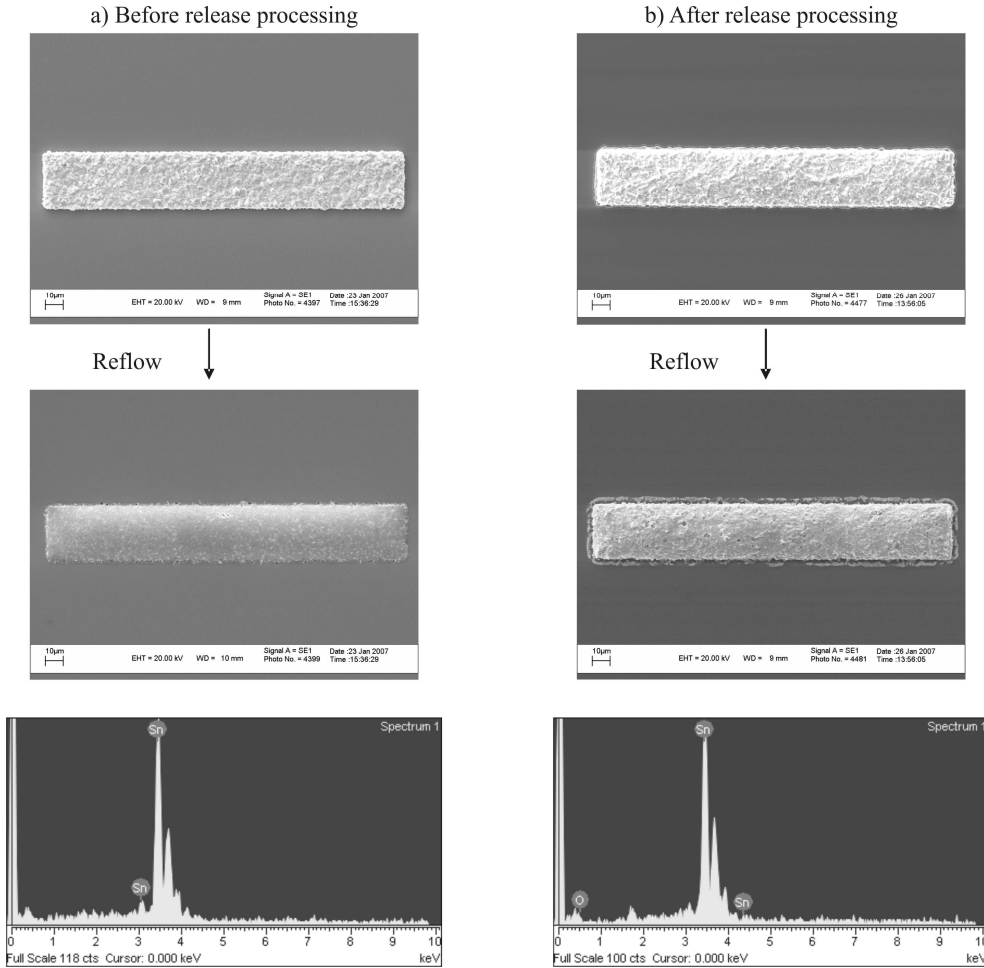 a) Before release processing
b) After release processing
10µm
EHT = 20.00 kV WD = 9 mm
Signal A = SE1 Date :23 Jan 2007
Photo No. = 4397 Time :15:36:29
10µm
EHT = 20.00 kV WD = 9 mm
Signal A = SE1 Date :26 Jan 2007
Photo No. = 4477 Time :13:56:05
Reflow
Reflow
10µm
EHT = 20.00 kV WD = 10 mm
Signal A = SE1 Date :23 Jan 2007
Photo No. = 4399 Time :15:36:29
10µm
EHT = 20.00 kV WD = 9 mm
Signal A = SE1 Date :26 Jan 2007
Photo No. = 4481 Time :13:56:05
Spectrum 1
Sn
Sn
0 1 2 3 4 5 6 7 8 9 10
Full Scale 118 cts Cursor: 0.000 keV keV
Spectrum 1
Sn
O
Sn
0 1 2 3 4 5 6 7 8 9 10
Full Scale 100 cts Cursor: 0.000 keV keV